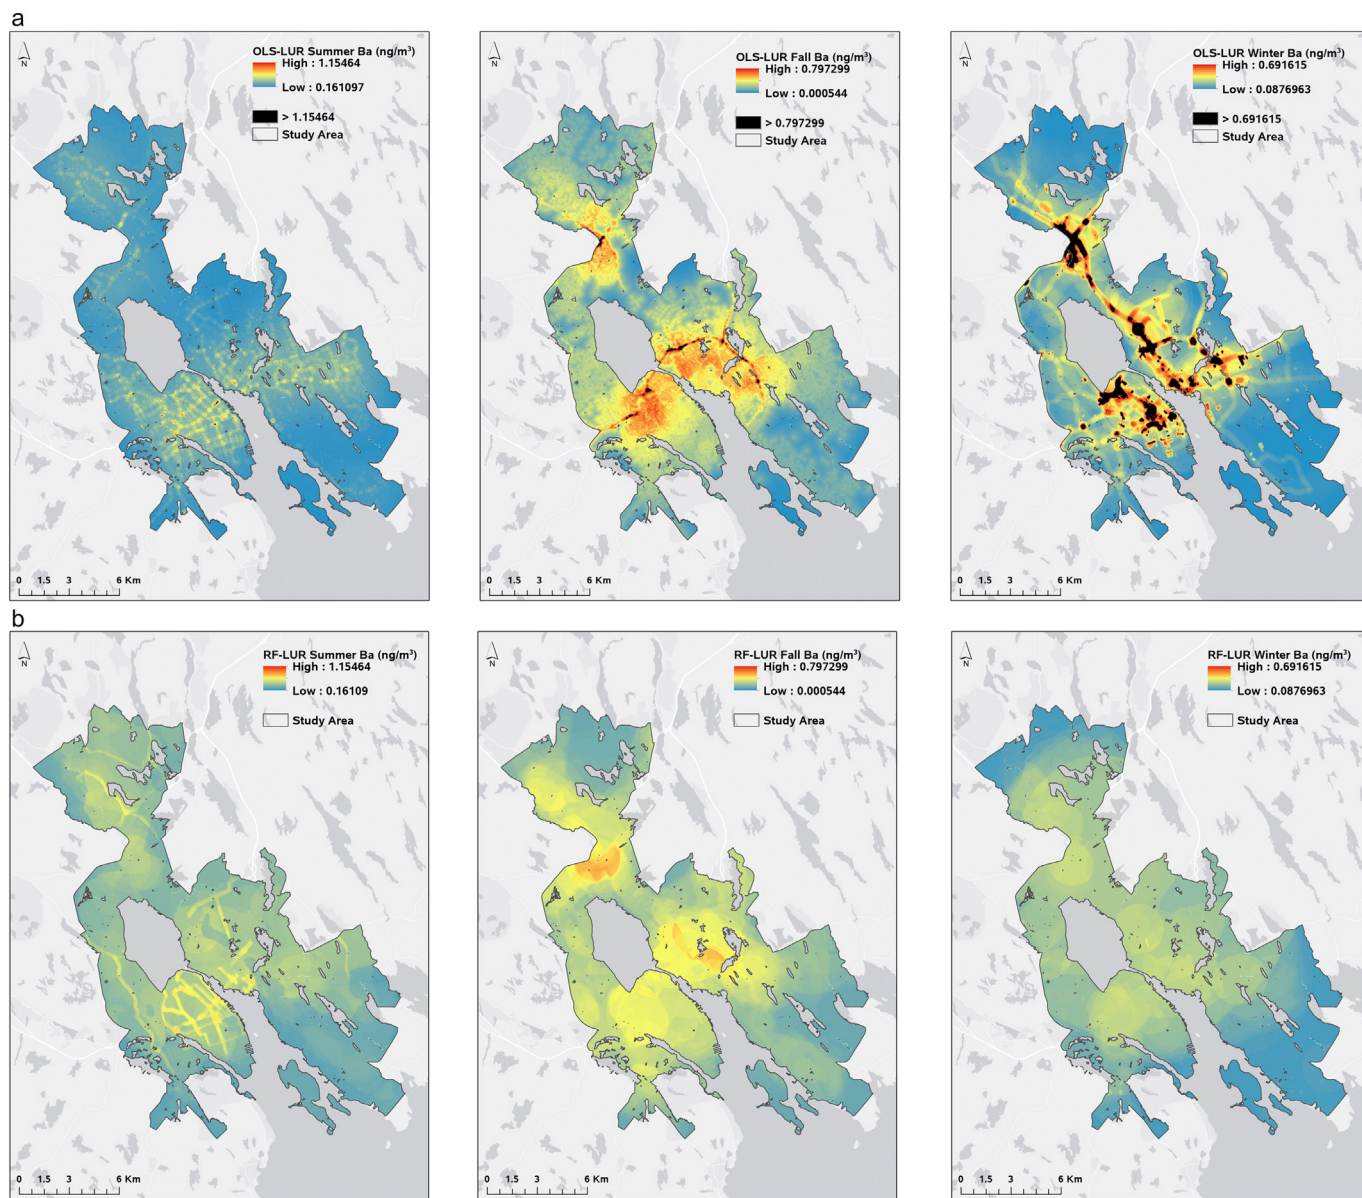 a
N
OLS-LUR Summer Ba (ng/m³)
High : 1.15464
Low : 0.161097
> 1.15464
Study Area
0 1.5 3 6 Km
N
OLS-LUR Fall Ba (ng/m³)
High : 0.797299
Low : 0.000544
> 0.797299
Study Area
0 1.5 3 6 Km
N
OLS-LUR Winter Ba (ng/m³)
High : 0.691615
Low : 0.0876963
> 0.691615
Study Area
0 1.5 3 6 Km
b
N
RF-LUR Summer Ba (ng/m³)
High : 1.15464
Low : 0.16109
Study Area
0 1.5 3 6 Km
N
RF-LUR Fall Ba (ng/m³)
High : 0.797299
Low : 0.000544
Study Area
0 1.5 3 6 Km
N
RF-LUR Winter Ba (ng/m³)
High : 0.691615
Low : 0.0876963
Study Area
0 1.5 3 6 Km